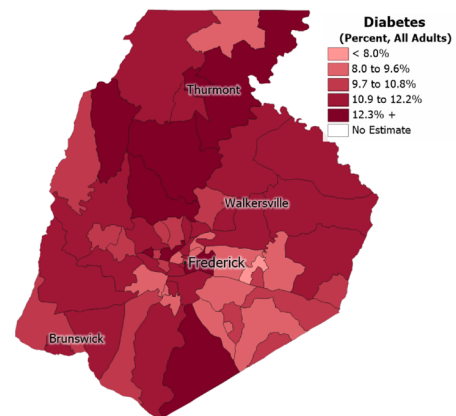 Diabetes
(Percent, All Adults)
< 8.0%
8.0 to 9.6%
9.7 to 10.8%
10.9 to 12.2%
12.3% +
No Estimate
Thurmont
Walkersville
Frederick
Brunswick